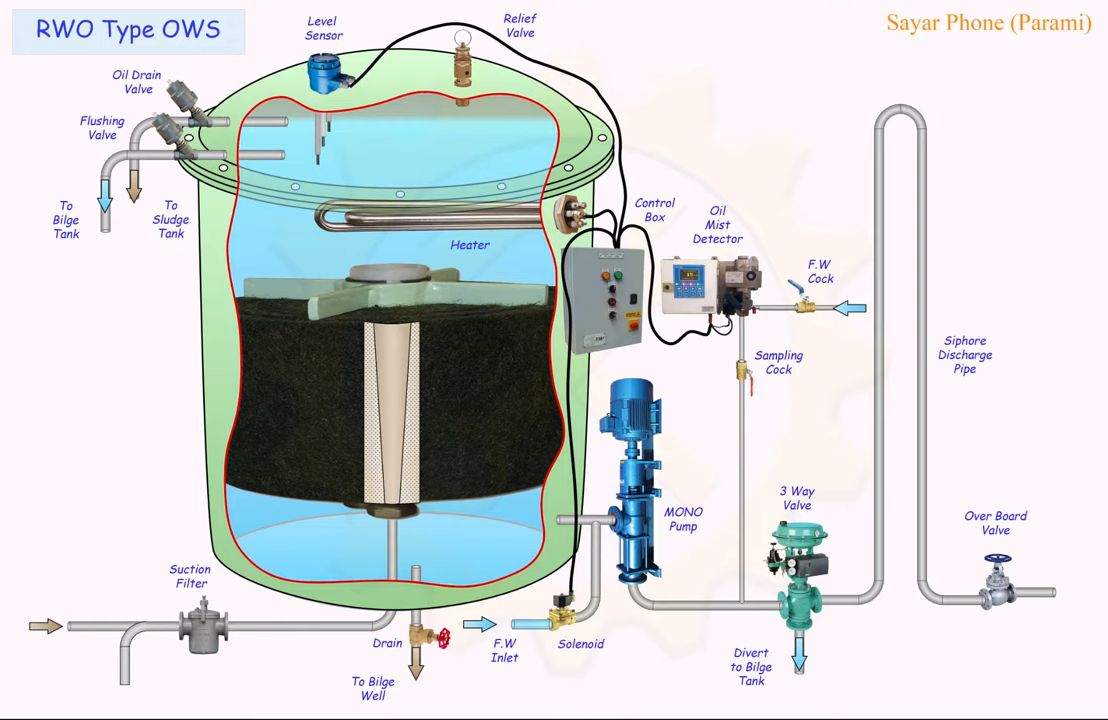 RWO Type OWS
Level
Sensor
Relief
Valve
Sayar Phone (Parami)
Oil Drain
Valve
Flushing
Valve
To
Bilge
Tank
To
Sludge
Tank
Heater
Control
Box
Oil
Mist
Detector
F.W
Cock
Sampling
Cock
Siphore
Discharge
Pipe
MONO
Pump
3 Way
Valve
Over Board
Valve
Suction
Filter
Drain
To Bilge
Well
F.W
Inlet
Solenoid
Divert
to Bilge
Tank